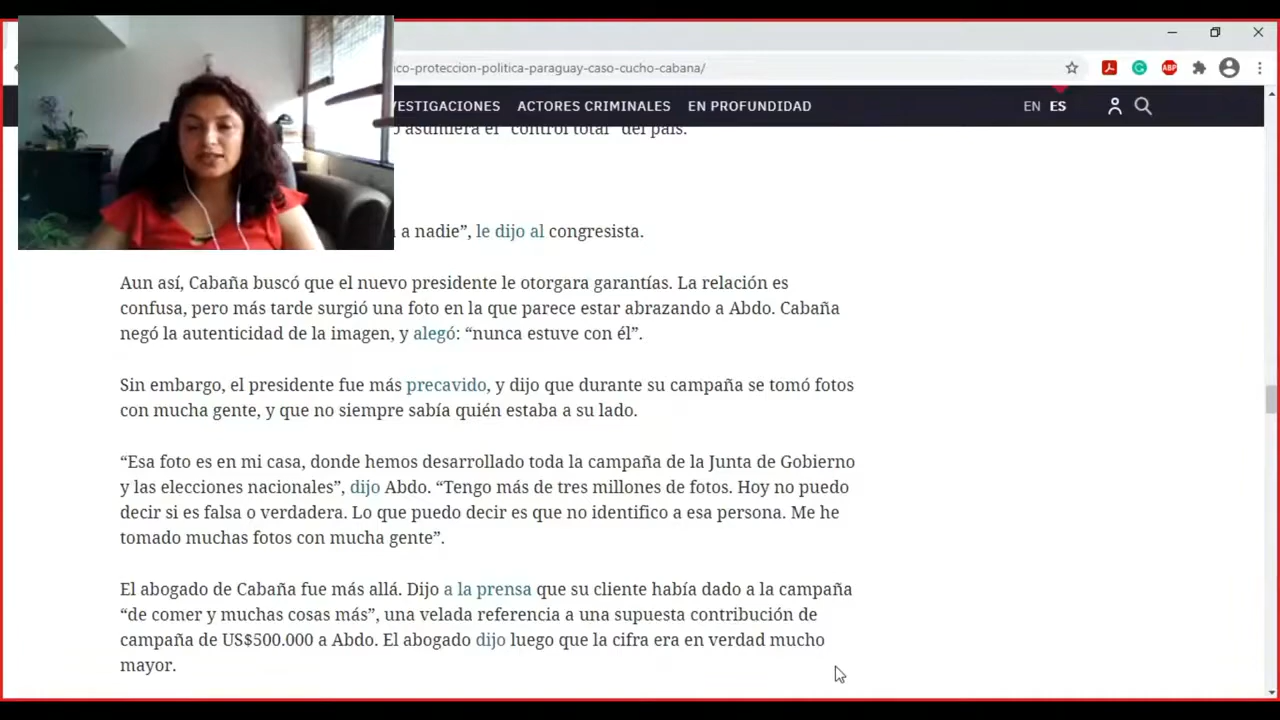 ico-proteccion-politica-paraguay-caso-cucho-cabana/
ABP
VESTIGACIONES ACTORES CRIMINALES EN PROFUNDIDAD EN ES
asumiera el "control total" del país.
a nadie”, le dijo al congresista.
Aun así, Cabaña buscó que el nuevo presidente le otorgara garantías. La relación es
confusa, pero más tarde surgió una foto en la que parece estar abrazando a Abdo. Cabaña
negó la autenticidad de la imagen, y alegó: “nunca estuve con él”.
Sin embargo, el presidente fue más precavido, y dijo que durante su campaña se tomó fotos
con mucha gente, y que no siempre sabía quién estaba a su lado.
“Esa foto es en mi casa, donde hemos desarrollado toda la campaña de la Junta de Gobierno
y las elecciones nacionales”, dijo Abdo. “Tengo más de tres millones de fotos. Hoy no puedo
decir si es falsa o verdadera. Lo que puedo decir es que no identifico a esa persona. Me he
tomado muchas fotos con mucha gente”.
El abogado de Cabaña fue más allá. Dijo a la prensa que su cliente había dado a la campaña
“de comer y muchas cosas más”, una velada referencia a una supuesta contribución de
campaña de US$500.000 a Abdo. El abogado dijo luego que la cifra era en verdad mucho
mayor.